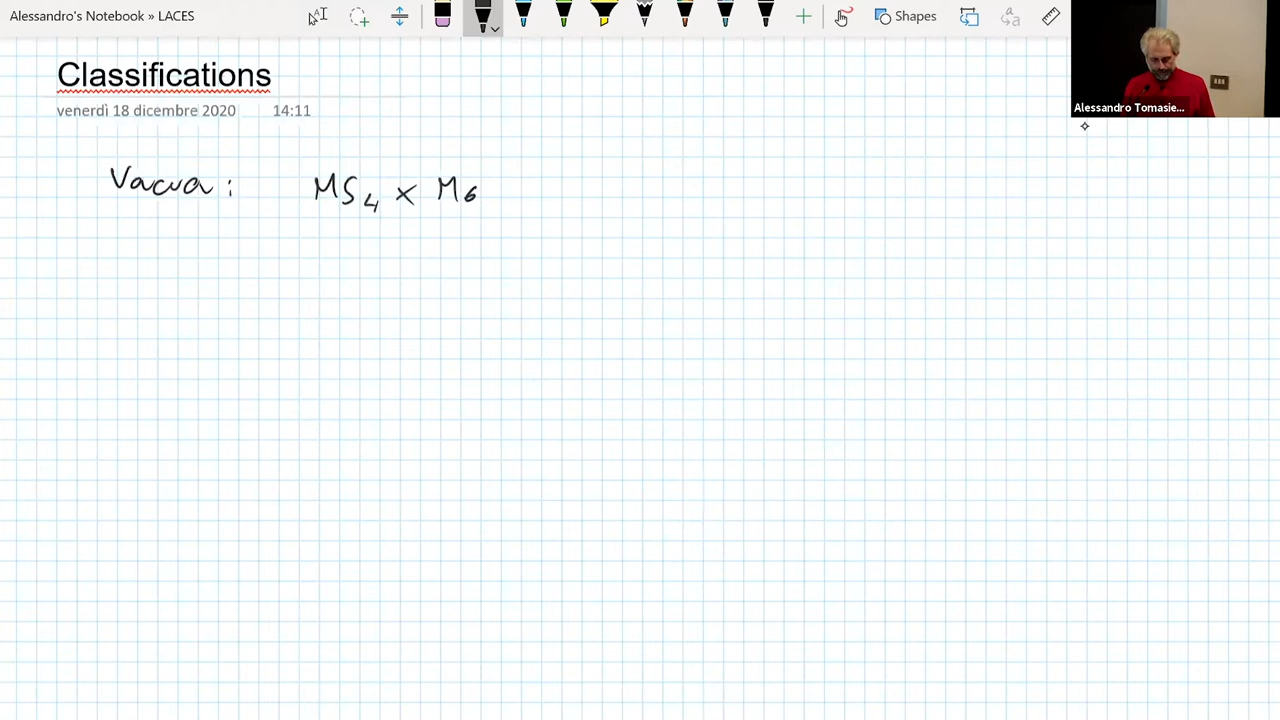 Alessandro's Notebook » LACES
Shapes
Classifications
venerdì 18 dicembre 2020 14:11
Alessandro Tomasie...
Vacua: MS₄ × M₆